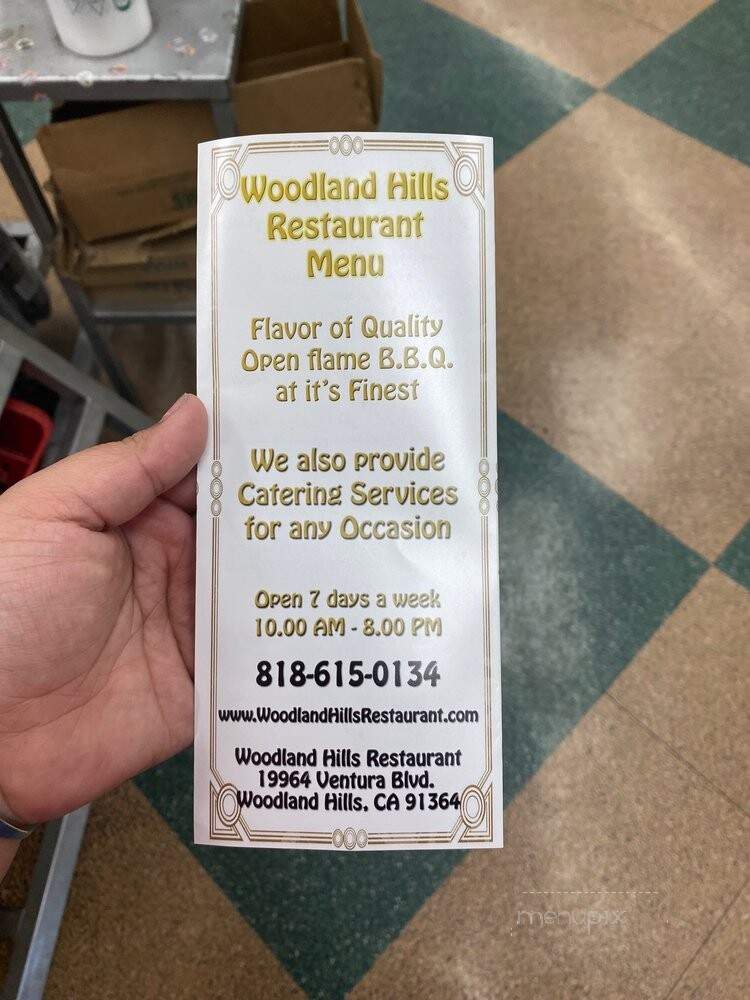 Woodland Hills
Restaurant
Menu
Flavor of Quality
Open flame B.B.Q.
at it's Finest
We also provide
Catering Services
for any Occasion
Open 7 days a week
10.00 AM - 8.00 PM
818-615-0134
www.WoodlandHillsRestaurant.com
Woodland Hills Restaurant
19964 Ventura Blvd.
Woodland Hills, CA 91364
menupix